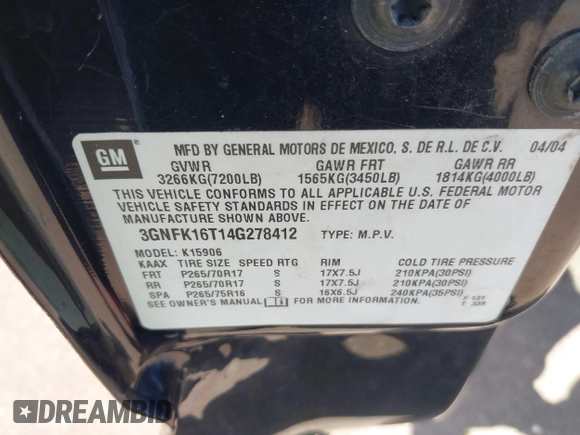 GM
MFD BY GENERAL MOTORS DE MEXICO, S. DE R.L. DE C.V. 04/04
GVWR GAWR FRT GAWR RR
3266KG(7200LB) 1565KG(3450LB) 1814KG(4000LB)
THIS VEHICLE CONFORMS TO ALL APPLICABLE U.S. FEDERAL MOTOR
VEHICLE SAFETY STANDARDS IN EFFECT ON THE DATE OF MANUFACTURE
SHOWN ABOVE.
3GNFK16T14G278412 TYPE: M.P.V.
MODEL: K15906
KAAX TIRE SIZE SPEED RTG RIM COLD TIRE PRESSURE
FRT P265/70R17 S 17X7.5J 210KPA(30PSI)
RR P265/70R17 S 17X7.5J 210KPA(30PSI)
SPA P265/75R16 S 16X6.5J 240KPA(35PSI)
SEE OWNER'S MANUAL FOR MORE INFORMATION.
F 131
T 339
DREAMBID